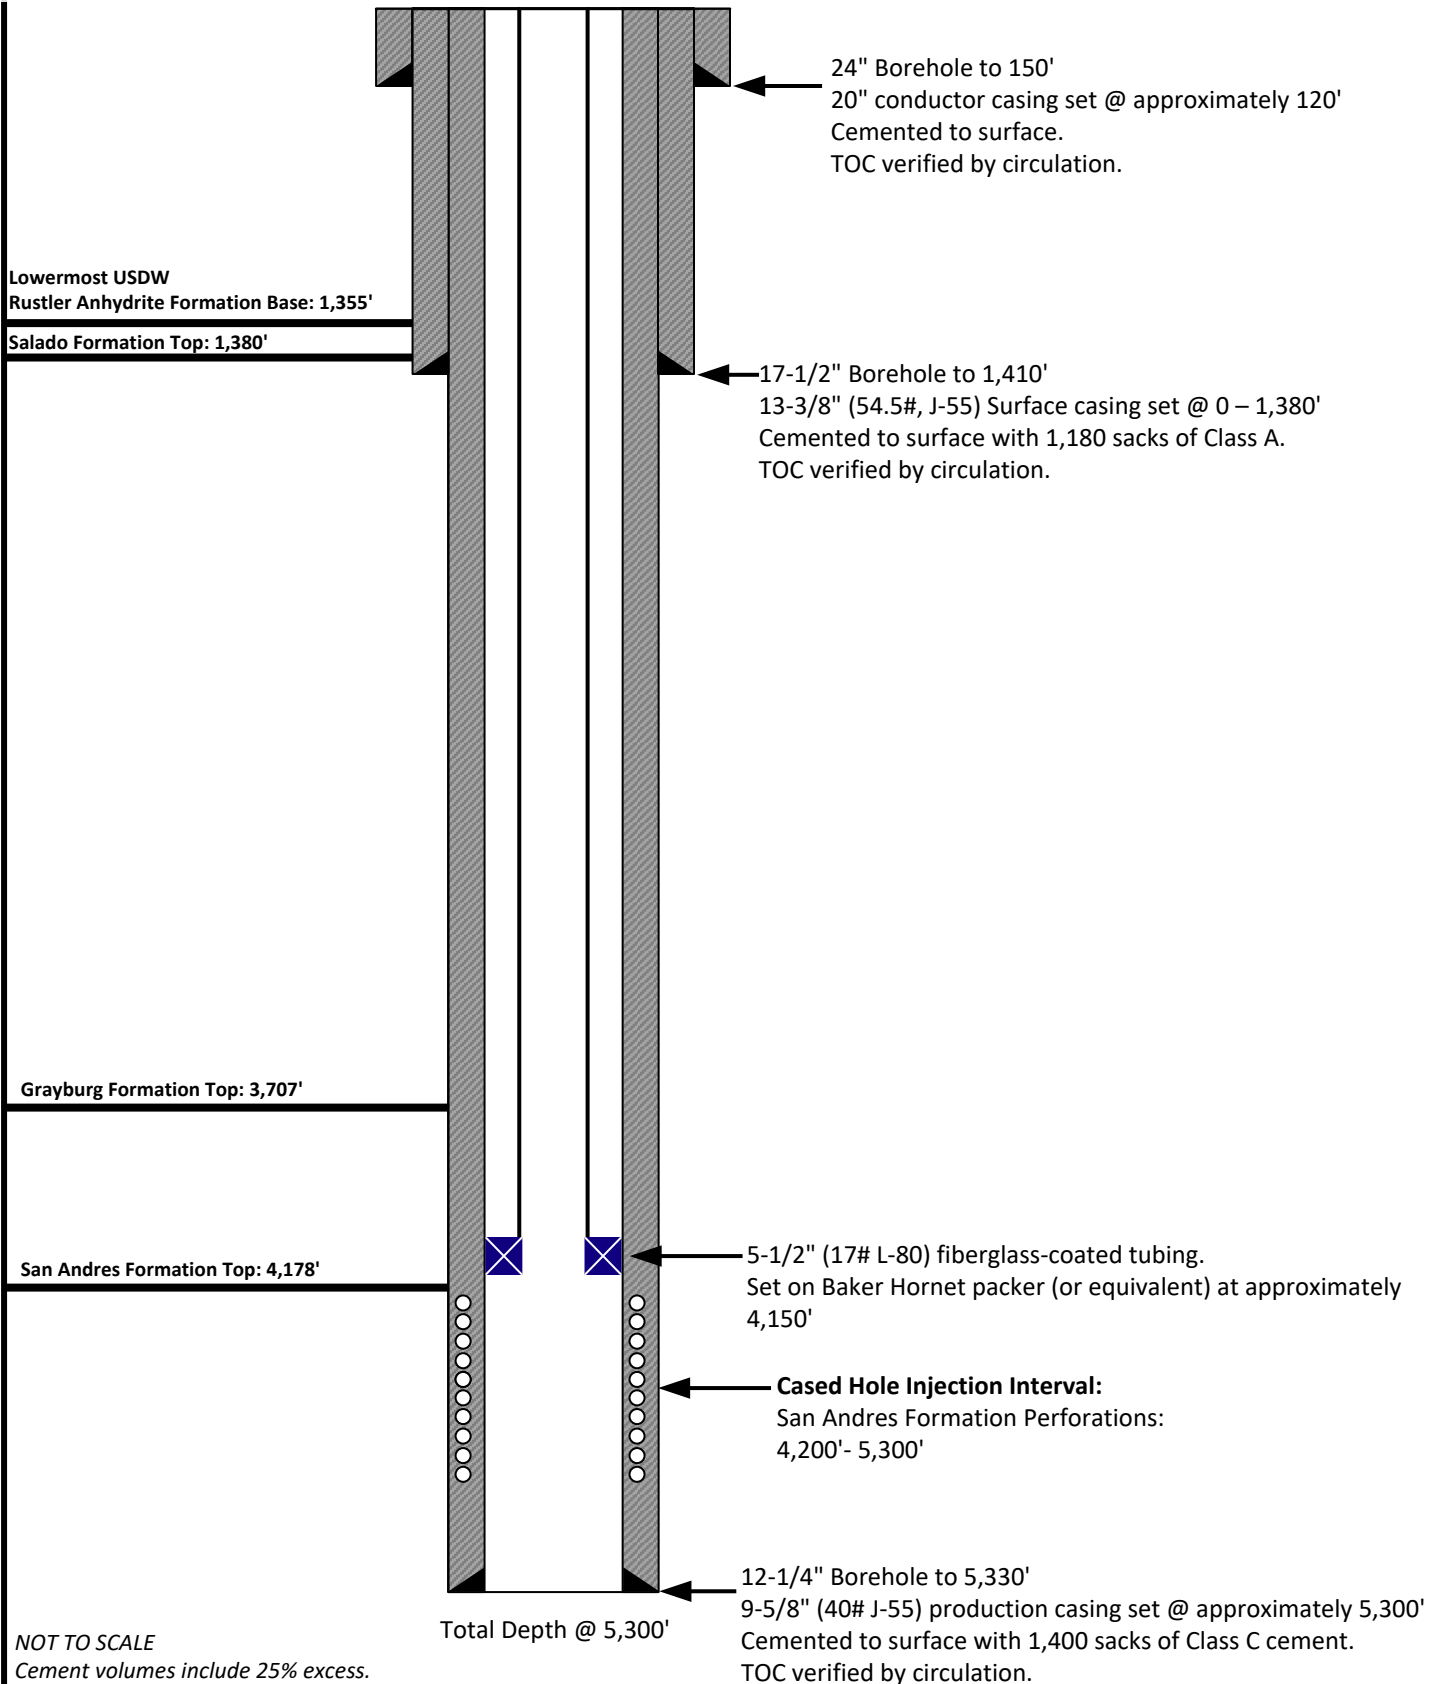 24" Borehole to 150'
20" conductor casing set @ approximately 120'
Cemented to surface.
TOC verified by circulation.
Lowermost USDW
Rustler Anhydrite Formation Base: 1,355'
Salado Formation Top: 1,380'
17-1/2" Borehole to 1,410'
13-3/8" (54.5#, J-55) Surface casing set @ 0 – 1,380'
Cemented to surface with 1,180 sacks of Class A.
TOC verified by circulation.
Grayburg Formation Top: 3,707'
San Andres Formation Top: 4,178'
5-1/2" (17# L-80) fiberglass-coated tubing.
Set on Baker Hornet packer (or equivalent) at approximately
4,150'
Cased Hole Injection Interval:
San Andres Formation Perforations:
4,200'- 5,300'
12-1/4" Borehole to 5,330'
9-5/8" (40# J-55) production casing set @ approximately 5,300'
Cemented to surface with 1,400 sacks of Class C cement.
TOC verified by circulation.
Total Depth @ 5,300'
NOT TO SCALE
Cement volumes include 25% excess.